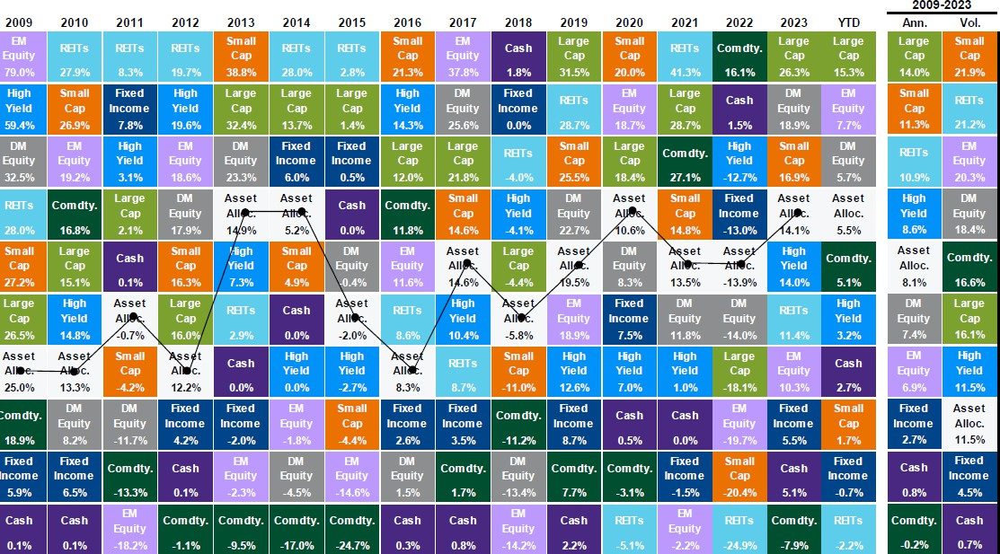 2009-2023
2009 2010 2011 2012 2013 2014 2015 2016 2017 2018 2019 2020 2021 2022 2023 YTD Ann. Vol.
EM Equity 79.0% REITs 27.9% REITs 8.3% REITs 19.7% Small Cap 38.8% REITs 28.0% REITs 2.8% Small Cap 21.3% EM Equity 37.8% Cash 1.8% Large Cap 31.5% Small Cap 20.0% REITs 41.3% Comdty. 16.1% Large Cap 26.3% Large Cap 15.3% Large Cap 14.0% Small Cap 21.9%
High Yield 59.4% Small Cap 26.9% Fixed Income 7.8% High Yield 19.6% Large Cap 32.4% Large Cap 13.7% Large Cap 1.4% High Yield 14.3% DM Equity 25.6% Fixed Income 0.0% REITs 28.7% EM Equity 18.7% Large Cap 28.7% Cash 1.5% DM Equity 18.9% EM Equity 7.7% Small Cap 11.3% REITs 21.2%
DM Equity 32.5% EM Equity 19.2% High Yield 3.1% EM Equity 18.6% DM Equity 23.3% Fixed Income 6.0% Fixed Income 0.5% Large Cap 12.0% Large Cap 21.8% REITs -4.0% Small Cap 25.5% Large Cap 18.4% Comdty. 27.1% High Yield -12.7% Small Cap 16.9% DM Equity 5.7% REITs 10.9% EM Equity 20.3%
REITs 28.0% Comdty. 16.8% Large Cap 2.1% DM Equity 17.9% Asset Alloc. 14.9% Asset Alloc. 5.2% Cash 0.0% Comdty. 11.8% Small Cap 14.6% High Yield -4.1% DM Equity 22.7% Asset Alloc. 10.6% Small Cap 14.8% Fixed Income -13.0% Asset Alloc. 14.1% Asset Alloc. 5.5% High Yield 8.6% DM Equity 18.4%
Small Cap 27.2% Large Cap 15.1% Cash 0.1% Small Cap 16.3% High Yield 7.3% Small Cap 4.9% DM Equity -0.4% EM Equity 11.6% Asset Alloc. 14.6% Large Cap -4.4% Asset Alloc. 19.5% DM Equity 8.3% Asset Alloc. 13.5% Asset Alloc. -13.9% High Yield 14.0% Comdty. 5.1% Asset Alloc. 8.1% Comdty. 16.6%
Large Cap 26.5% High Yield 14.8% Asset Alloc. -0.7% Large Cap 16.0% REITs 2.9% Cash 0.0% Asset Alloc. -2.0% REITs 8.6% High Yield 10.4% Asset Alloc. -5.8% EM Equity 18.9% Fixed Income 7.5% DM Equity 11.8% DM Equity -14.0% REITs 11.4% High Yield 3.2% DM Equity 7.4% Large Cap 16.1%
Asset Alloc. 25.0% Asset Alloc. 13.3% Small Cap -4.2% Asset Alloc. 12.2% Cash 0.0% High Yield 0.0% High Yield -2.7% Asset Alloc. 8.3% REITs 8.7% Small Cap -11.0% High Yield 12.6% High Yield 7.0% High Yield 1.0% Large Cap -18.1% EM Equity 10.3% Cash 2.7% EM Equity 6.9% High Yield 11.5%
Comdty. 18.9% DM Equity 8.2% DM Equity -11.7% Fixed Income 4.2% Fixed Income -2.0% EM Equity -1.8% Small Cap -4.4% Fixed Income 2.6% Fixed Income 3.5% Comdty. -11.2% Fixed Income 8.7% Cash 0.5% Cash 0.0% EM Equity -19.7% Fixed Income 5.5% Small Cap 1.7% Fixed Income 2.7% Asset Alloc. 11.5%
Fixed Income 5.9% Fixed Income 6.5% Comdty. -13.3% Cash 0.1% EM Equity -2.3% DM Equity -4.5% EM Equity -14.6% DM Equity 1.5% Comdty. 1.7% DM Equity -13.4% Comdty. 7.7% Comdty. -3.1% Fixed Income -1.5% Small Cap -20.4% Cash 5.1% Fixed Income -0.7% Cash 0.8% Fixed Income 4.5%
Cash 0.1% Cash 0.1% EM Equity -18.2% Comdty. -1.1% Comdty. -9.5% Comdty. -17.0% Comdty. -24.7% Cash 0.3% Cash 0.8% EM Equity -14.2% Cash 2.2% REITs -5.1% EM Equity -2.2% REITs -24.9% Comdty. -7.9% REITs -2.2% Comdty. -0.2% Cash 0.7%